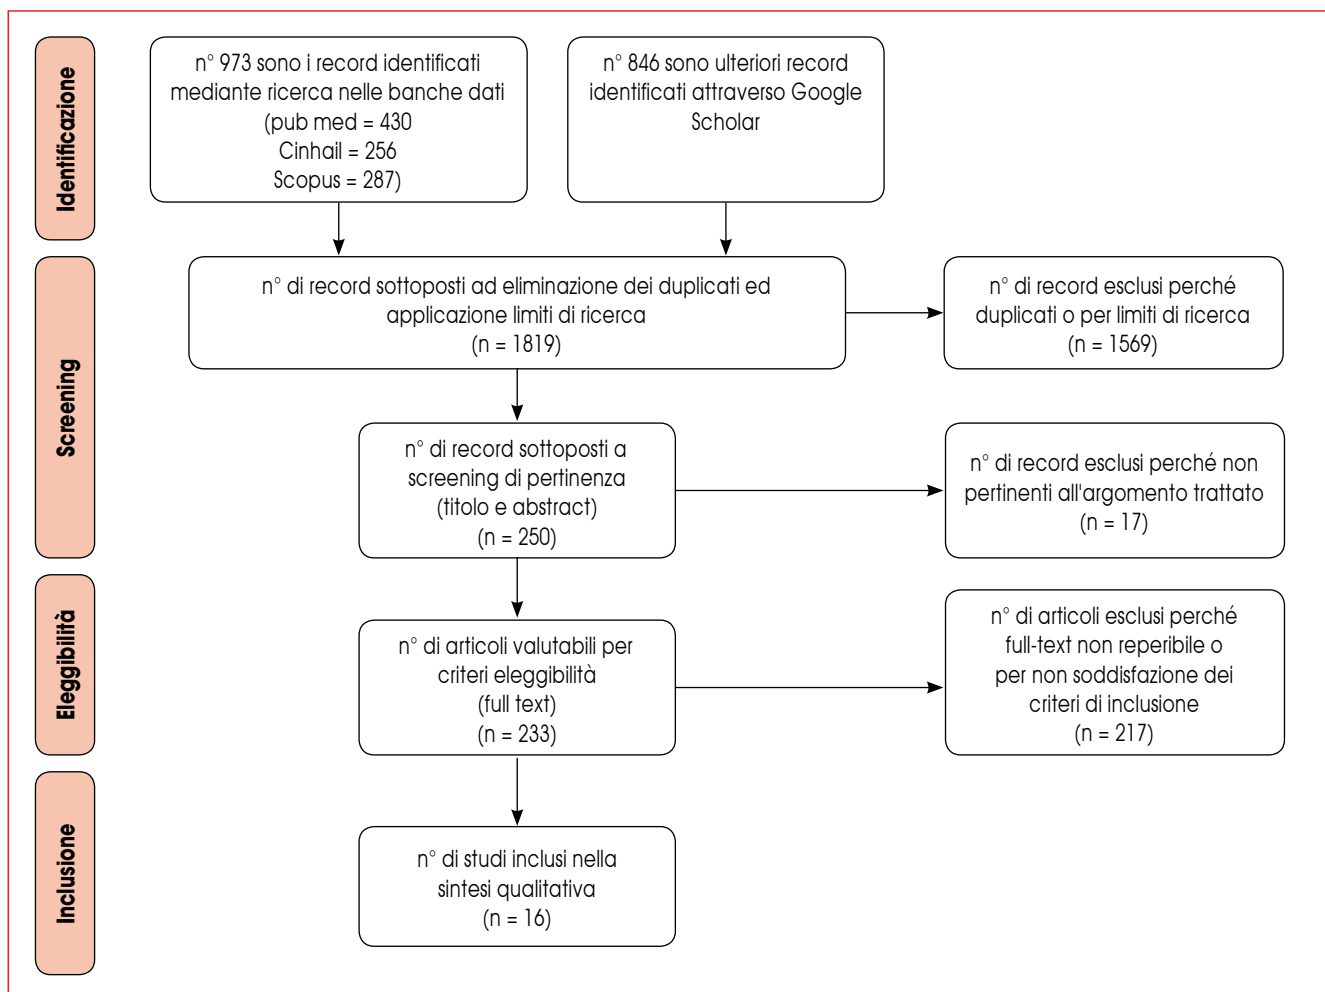 Identificazione
n° 973 sono i record identificati
mediante ricerca nelle banche dati
(pub med = 430
Cinhail = 256
Scopus = 287)
n° 846 sono ulteriori record
identificati attraverso Google
Scholar
Screening
n° di record sottoposti ad eliminazione dei duplicati ed
applicazione limiti di ricerca
(n = 1819)
n° di record esclusi perché
duplicati o per limiti di ricerca
(n = 1569)
n° di record sottoposti a
screening di pertinenza
(titolo e abstract)
(n = 250)
n° di record esclusi perché non
pertinenti all'argomento trattato
(n = 17)
Eleggibilità
n° di articoli valutabili per
criteri eleggibilità
(full text)
(n = 233)
n° di articoli esclusi perché
full-text non reperibile o
per non soddisfazione dei
criteri di inclusione
(n = 217)
Inclusione
n° di studi inclusi nella
sintesi qualitativa
(n = 16)